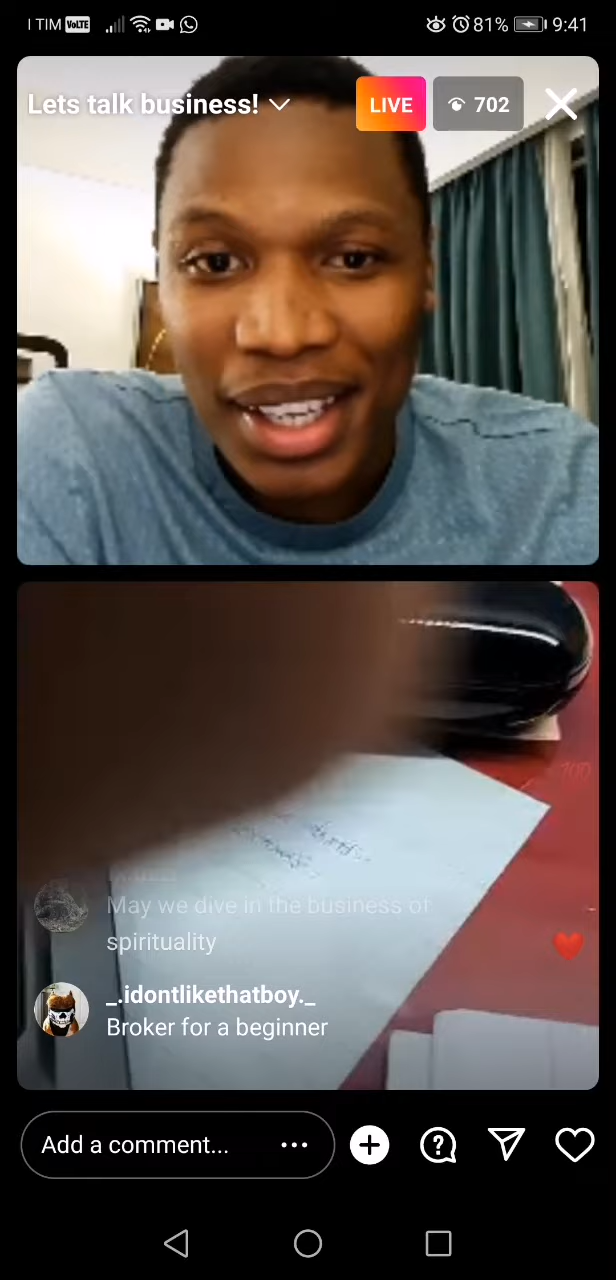 I TIM VoLTE 81% 9:41
Lets talk business! LIVE 702
May we dive in the business of
spirituality
_.idontlikethatboy._
Broker for a beginner
Add a comment...